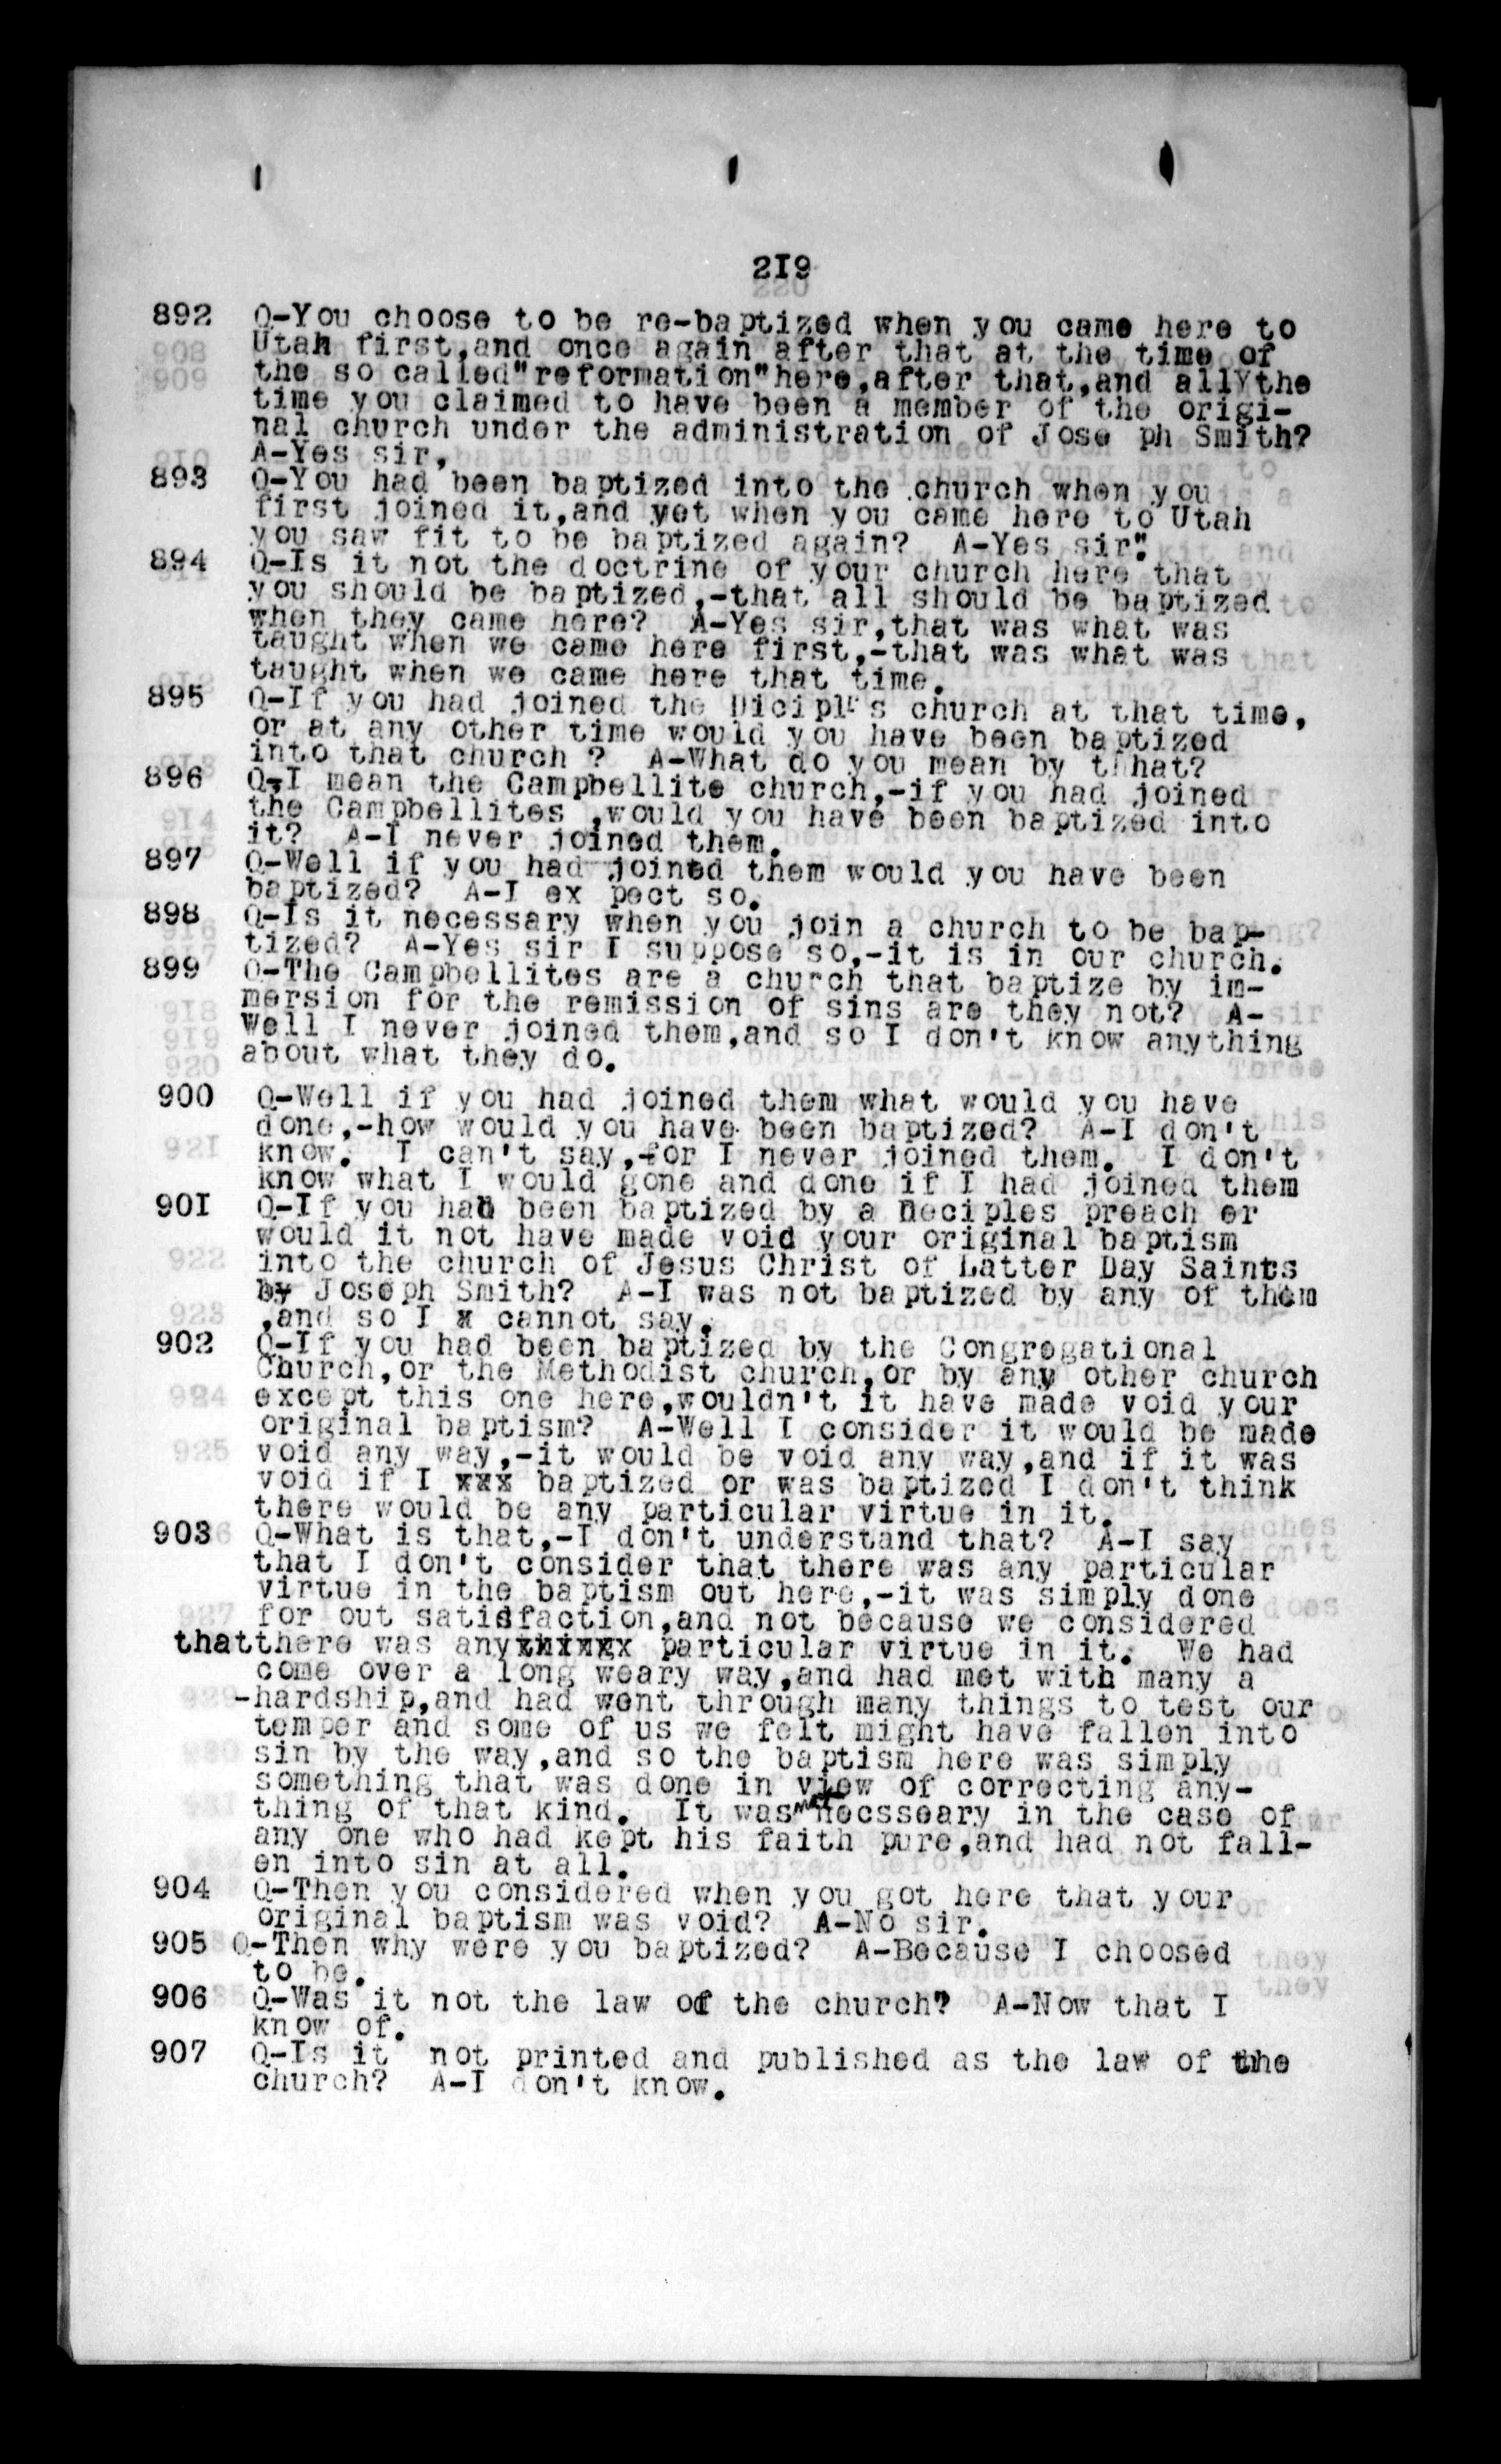 219
892 Q-You choose to be re-baptized when you came here to
Utah first,and once again after that at the time of
the so called"reformation"here,after that,and all the
time you claimed to have been a member of the origi-
nal church under the administration of Jose ph Smith?
A-Yes sir,
893 Q-You had been baptized into the church when you
first joined it,and yet when you came here to Utah
you saw fit to be baptized again? A-Yes sir.
894 Q-Is it not the doctrine of your church here that
you should be baptized,-that all should be baptized
when they came here? A-Yes sir,that was what was
taught when we came here first,-that was what was
taught when we came here that time.
895 Q-If you had joined the Diciples church at that time,
or at any other time would you have been baptized
into that church ? A-What do you mean by that?
896 Q-I mean the Campbellite church,-if you had joined
the Campbellites ,would you have been baptized into
it? A-I never joined them.
897 Q-Well if you had joined them would you have been
baptized? A-I ex pect so.
898 Q-Is it necessary when you join a church to be bap-
tized? A-Yes sir I suppose so,-it is in our church.
899 Q-The Campbellites are a church that baptize by im-
mersion for the remission of sins are they not? A-
Well I never joined them,and so I don't know anything
about what they do.
900 Q-Well if you had joined them what would you have
done,-how would you have been baptized? A-I don't
know. I can't say,-for I never joined them. I don't
know what I would gone and done if I had joined them
901 Q-If you had been baptized by a Deciples preach er
would it not have made void your original baptism
into the church of Jesus Christ of Latter Day Saints
by Joseph Smith? A-I was not baptized by any of them
,and so I x cannot say.
902 Q-If you had been baptized by the Congregational
Church,or the Methodist church,or by any other church
except this one here,wouldn't it have made void your
original baptism? A-Well I consider it would be made
void any way,-it would be void any way,and if it was
void if I xxx baptized or was baptized I don't think
there would be any particular virtue in it.
903 Q-What is that,-I don't understand that? A-I say
that I don't consider that there was any particular
virtue in the baptism out here,-it was simply done
for out satisfaction,and not because we considered
thatthere was anyxxxxxxx particular virtue in it. We had
come over a long weary way,and had met with many a
-hardship,and had went through many things to test our
temper and some of us we felt might have fallen into
sin by the way,and so the baptism here was simply
something that was done in view of correcting any-
thing of that kind. It was not necsseary in the case of
any one who had kept his faith pure,and had not fall-
en into sin at all.
904 Q-Then you considered when you got here that your
original baptism was void? A-No sir.
905 Q-Then why were you baptized? A-Because I choosed
to be.
906 Q-Was it not the law of the church? A-Now that I
know of.
907 Q-Is it not printed and published as the law of the
church? A-I don't know.